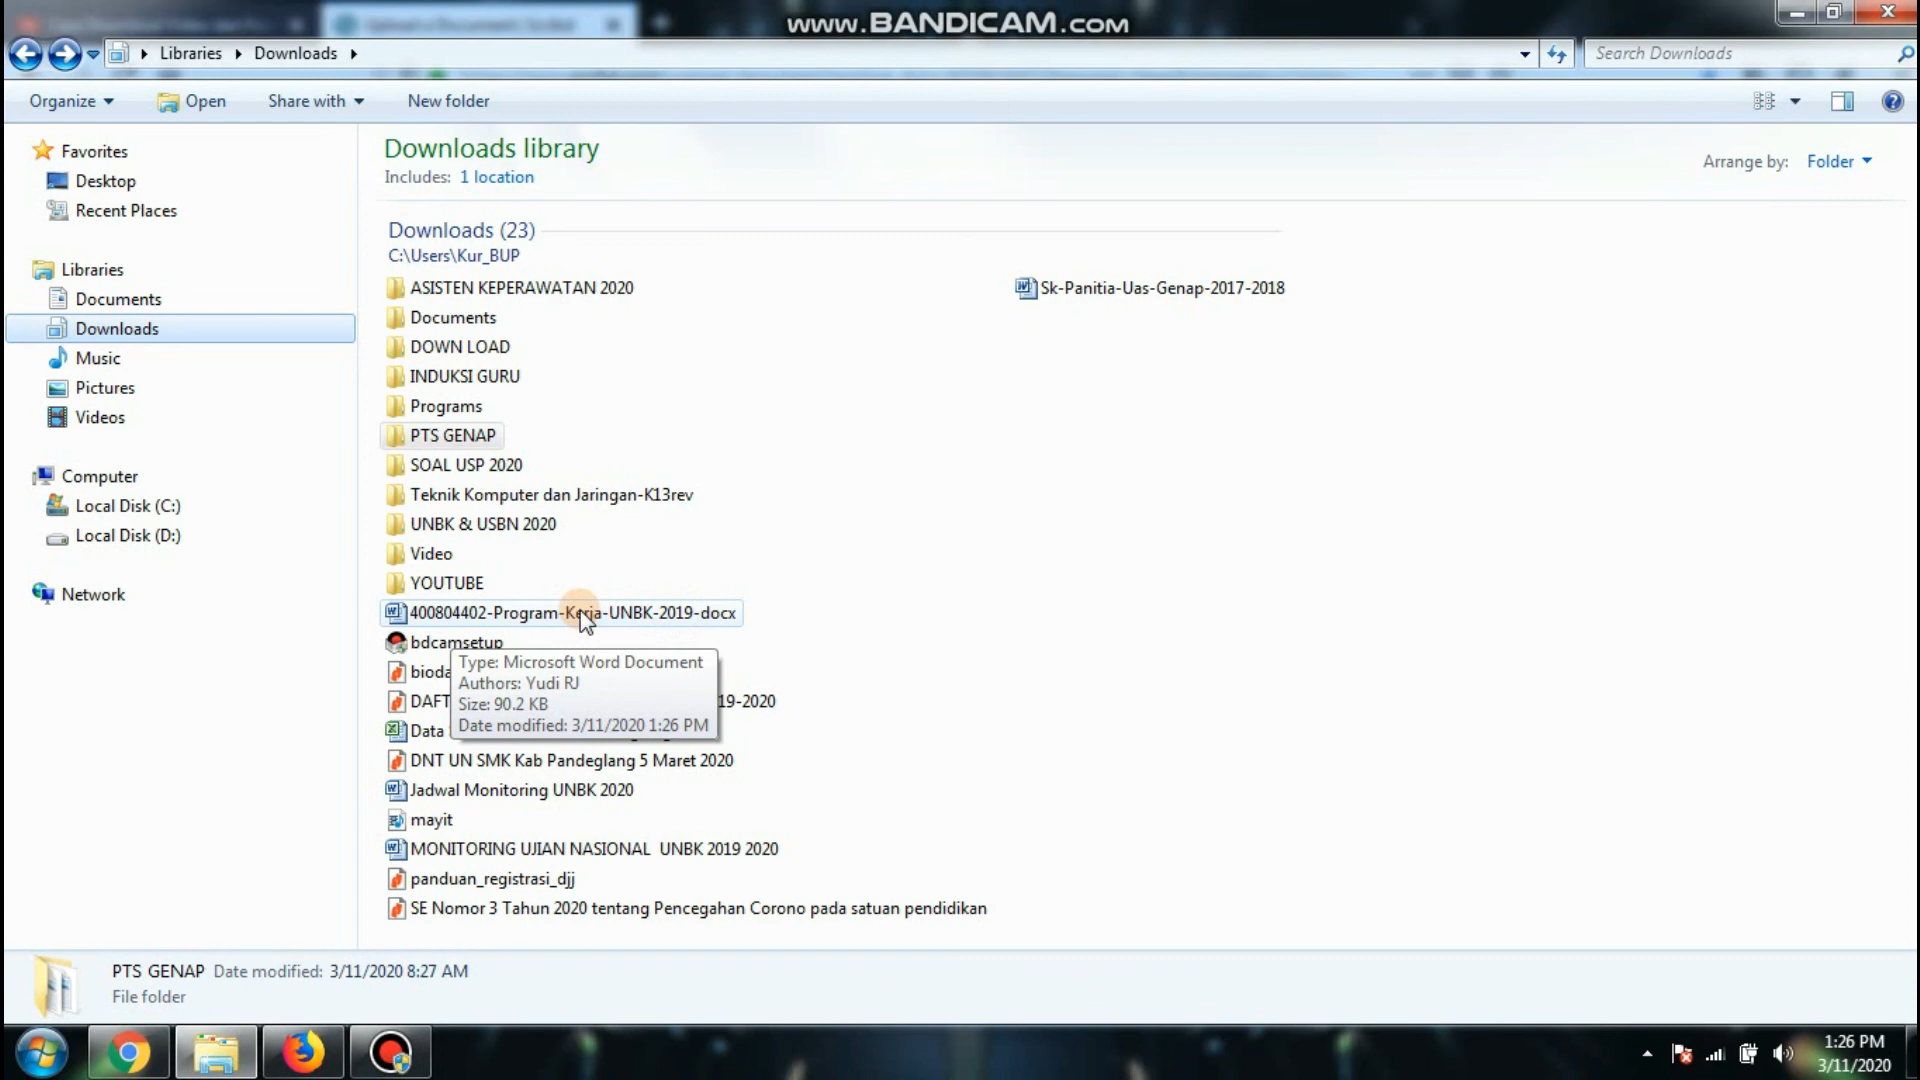 www.BANDICAM.com
Libraries
Downloads
Search Downloads
Organize
Open
Share with
New folder
Favorites
Desktop
Recent Places
Libraries
Documents
Downloads
Music
Pictures
Videos
Computer
Local Disk (C:)
Local Disk (D:)
Network
Downloads library
Includes: 1 location
Arrange by: Folder
Downloads (23)
C:\Users\Kur_BUP
ASISTEN KEPERAWATAN 2020
Documents
DOWN LOAD
INDUKSI GURU
Programs
PTS GENAP
SOAL USP 2020
Teknik Komputer dan Jaringan-K13rev
UNBK & USBN 2020
Video
YOUTUBE
400804402-Program-Kerja-UNBK-2019-docx
bdcamsetup
bioda
DAFT 19-2020
Data
Type: Microsoft Word Document
Authors: Yudi RJ
Size: 90.2 KB
Date modified: 3/11/2020 1:26 PM
DNT UN SMK Kab Pandeglang 5 Maret 2020
Jadwal Monitoring UNBK 2020
mayit
MONITORING UJIAN NASIONAL  UNBK 2019 2020
panduan_registrasi_djj
SE Nomor 3 Tahun 2020 tentang Pencegahan Corono pada satuan pendidikan
Sk-Panitia-Uas-Genap-2017-2018
PTS GENAP Date modified: 3/11/2020 8:27 AM
File folder
1:26 PM
3/11/2020